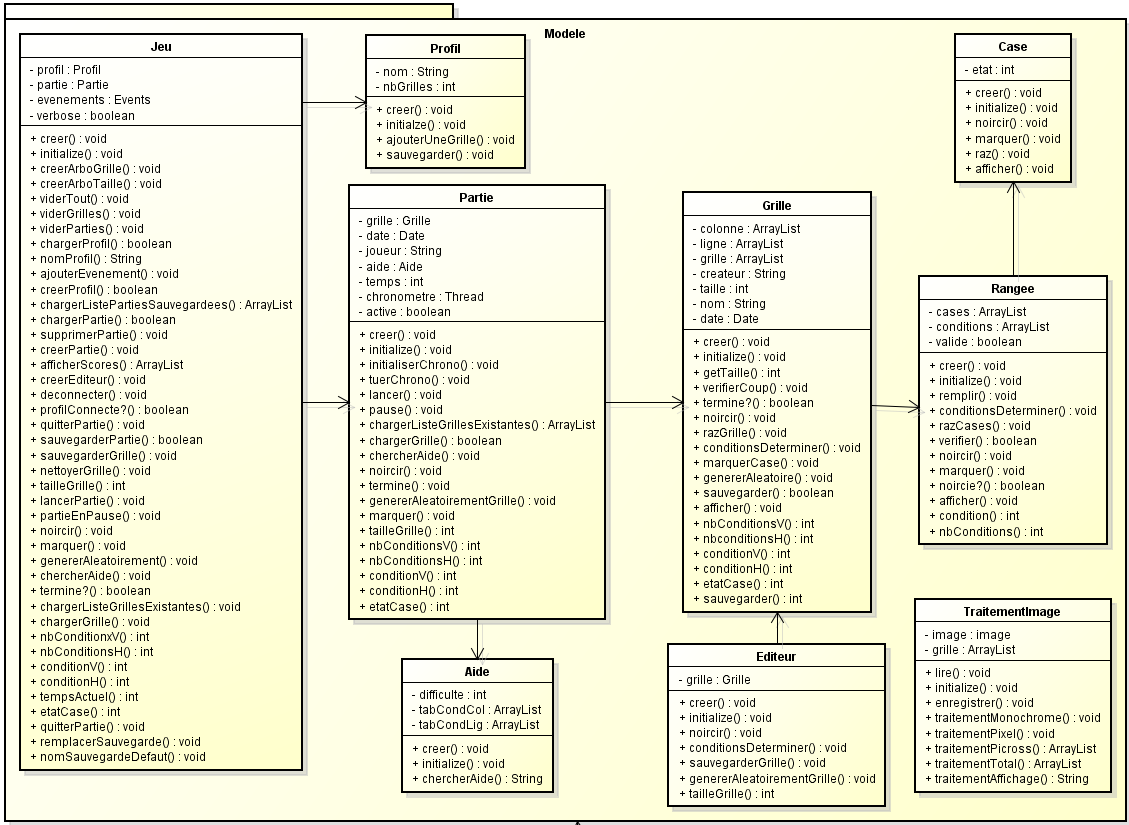 Modele
Jeu
- profil : Profil
- partie : Partie
- evenements : Events
- verbose : boolean
+ creer() : void
+ initialize() : void
+ creerArboGrille() : void
+ creerArboTaille() : void
+ viderTout() : void
+ viderGrilles() : void
+ viderParties() : void
+ chargerProfil() : boolean
+ nomProfil() : String
+ ajouterEvenement() : void
+ creerProfil() : boolean
+ chargerListePartiesSauvegardees() : ArrayList
+ chargerPartie() : boolean
+ supprimerPartie() : void
+ creerPartie() : void
+ afficherScores() : ArrayList
+ creerEditeur() : void
+ deconnecter() : void
+ profilConnecte?() : boolean
+ quitterPartie() : void
+ sauvegarderPartie() : boolean
+ sauvegarderGrille() : void
+ nettoyerGrille() : void
+ tailleGrille() : int
+ lancerPartie() : void
+ partieEnPause() : void
+ noircir() : void
+ marquer() : void
+ genererAleatoirement() : void
+ chercherAide() : void
+ termine?() : boolean
+ chargerListeGrillesExistantes() : void
+ chargerGrille() : void
+ nbConditionxV() : int
+ nbConditionsH() : int
+ conditionV() : int
+ conditionH() : int
+ tempsActuel() : int
+ etatCase() : int
+ quitterPartie() : void
+ remplacerSauvegarde() : void
+ nomSauvegardeDefaut() : void
Profil
- nom : String
- nbGrilles : int
+ creer() : void
+ initialze() : void
+ ajouterUneGrille() : void
+ sauvegarder() : void
Partie
- grille : Grille
- date : Date
- joueur : String
- aide : Aide
- temps : int
- chronometre : Thread
- active : boolean
+ creer() : void
+ initialize() : void
+ initialiserChrono() : void
+ tuerChrono() : void
+ lancer() : void
+ pause() : void
+ chargerListeGrillesExistantes() : ArrayList
+ chargerGrille() : boolean
+ chercherAide() : void
+ noircir() : void
+ termine() : void
+ genererAleatoirementGrille() : void
+ marquer() : void
+ tailleGrille() : int
+ nbConditionsV() : int
+ nbConditionsH() : int
+ conditionV() : int
+ conditionH() : int
+ etatCase() : int
Aide
- difficulte : int
- tabCondCol : ArrayList
- tabCondLig : ArrayList
+ creer() : void
+ initialize() : void
+ chercherAide() : String
Grille
- colonne : ArrayList
- ligne : ArrayList
- grille : ArrayList
- createur : String
- taille : int
- nom : String
- date : Date
+ creer() : void
+ initialize() : void
+ getTaille() : int
+ verifierCoup() : void
+ termine?() : boolean
+ noircir() : void
+ razGrille() : void
+ conditionsDeterminer() : void
+ marquerCase() : void
+ genererAleatoire() : void
+ sauvegarder() : boolean
+ afficher() : void
+ nbConditionsV() : int
+ nbconditionsH() : int
+ conditionV() : int
+ conditionH() : int
+ etatCase() : int
+ sauvegarder() : int
Editeur
- grille : Grille
+ creer() : void
+ initialize() : void
+ noircir() : void
+ conditionsDeterminer() : void
+ sauvegarderGrille() : void
+ genererAleatoirementGrille() : void
+ tailleGrille() : int
Case
- etat : int
+ creer() : void
+ initialize() : void
+ noircir() : void
+ marquer() : void
+ raz() : void
+ afficher() : void
Rangee
- cases : ArrayList
- conditions : ArrayList
- valide : boolean
+ creer() : void
+ initialize() : void
+ remplir() : void
+ conditionsDeterminer() : void
+ razCases() : void
+ verifier() : boolean
+ noircir() : void
+ marquer() : void
+ noircie?() : boolean
+ afficher() : void
+ condition() : int
+ nbConditions() : int
TraitementImage
- image : image
- grille : ArrayList
+ lire() : void
+ initialize() : void
+ enregistrer() : void
+ traitementMonochrome() : void
+ traitementPixel() : void
+ traitementPicross() : ArrayList
+ traitementTotal() : ArrayList
+ traitementAffichage() : String